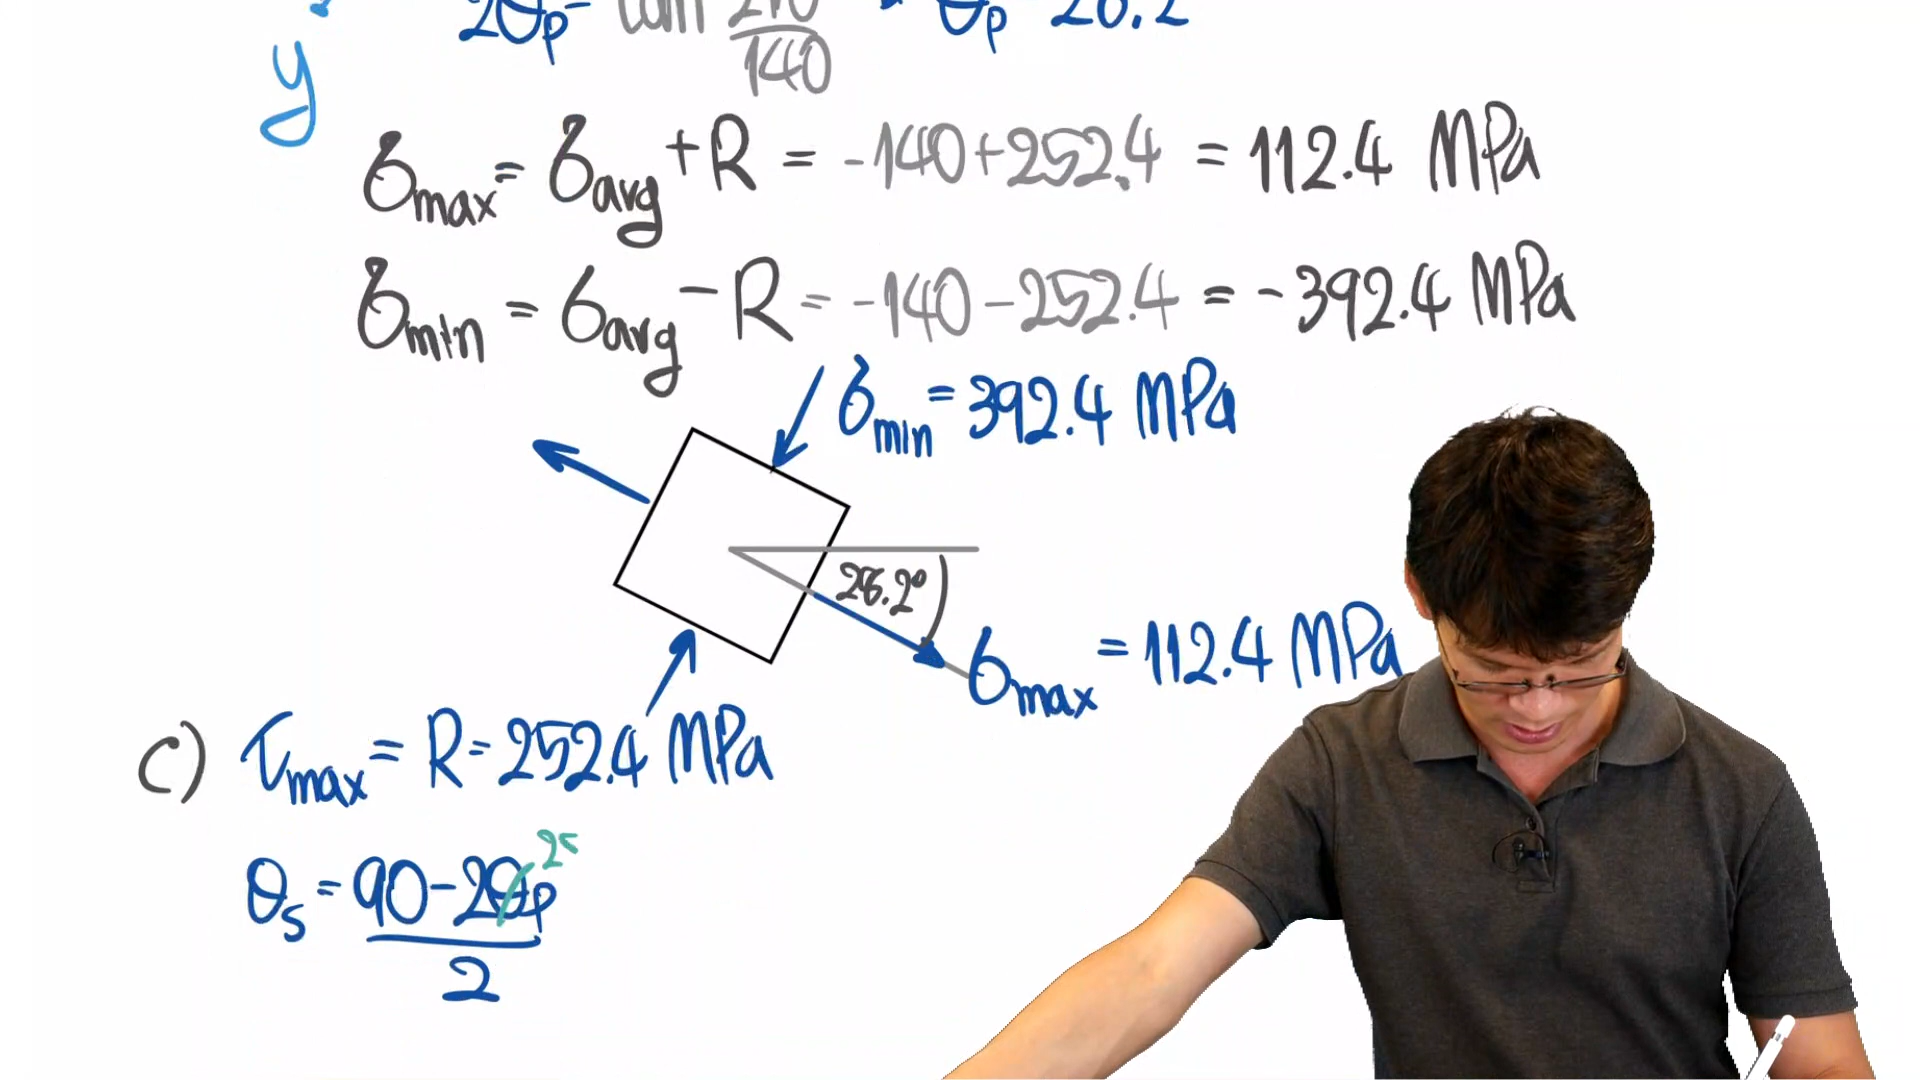 2θp = tan 210/140 θp 26.2
y
σmax = σavg + R = -140+252.4 = 112.4 MPa
σmin = σavg - R = -140-252.4 = -392.4 MPa
σmin = 392.4 MPa
26.2°
σmax = 112.4 MPa
c) τmax = R = 252.4 MPa
θs = 90-2θp / 2
2